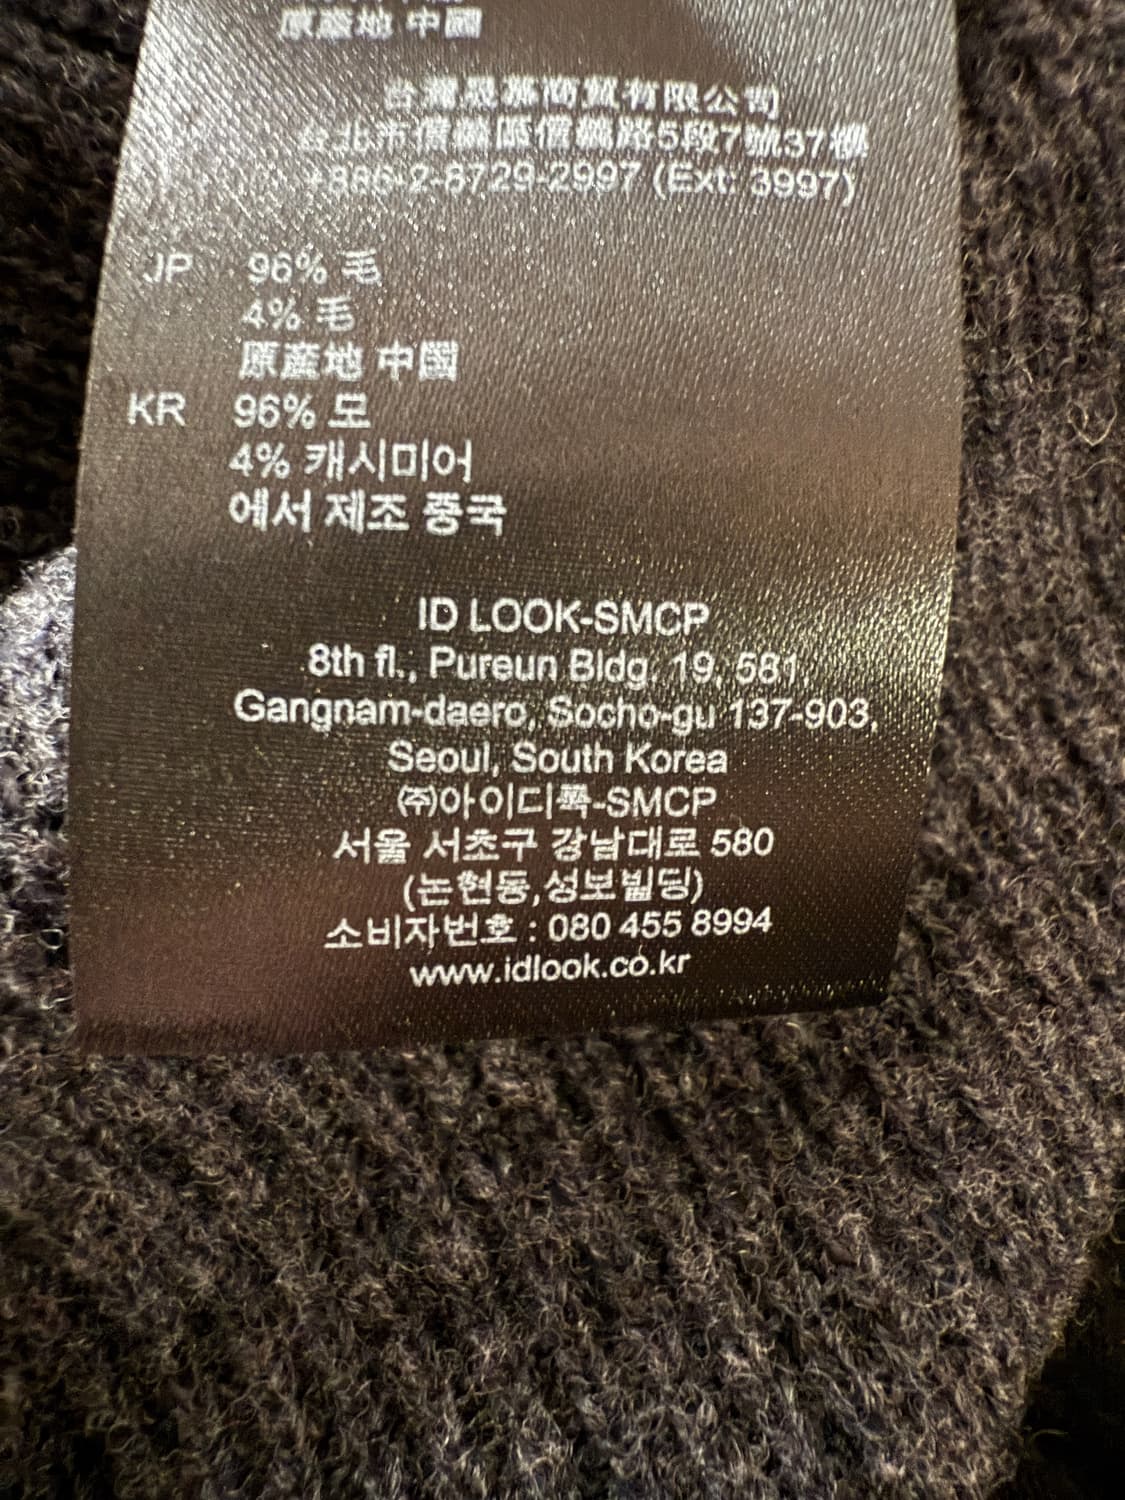 原產地 中國
台灣晟碁商貿有限公司
台北市信義區信義路5段7號37樓
+886-2-8729-2997 (Ext: 3997)
JP 96% 毛
4% 毛
原産地 中国
KR 96% 모
4% 캐시미어
에서 제조 중국
ID LOOK-SMCP
8th fl., Pureun Bldg, 19, 581,
Gangnam-daero, Socho-gu 137-903,
Seoul, South Korea
㈜아이디룩-SMCP
서울 서초구 강남대로 580
(논현동,성보빌딩)
소비자번호 : 080 455 8994
www.idlook.co.kr